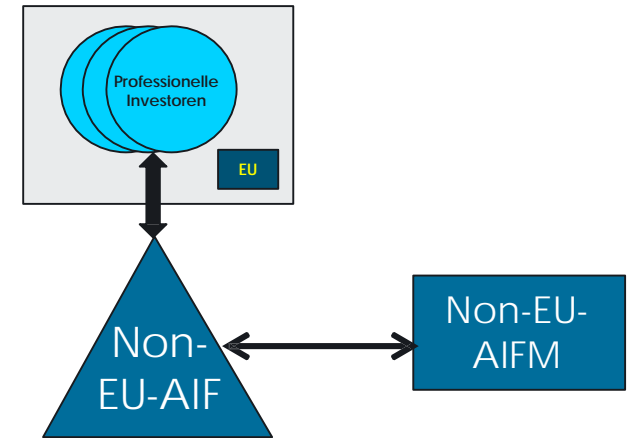 Professionelle
Investoren
EU
Non-
EU-AIF
Non-EU-
AIFM